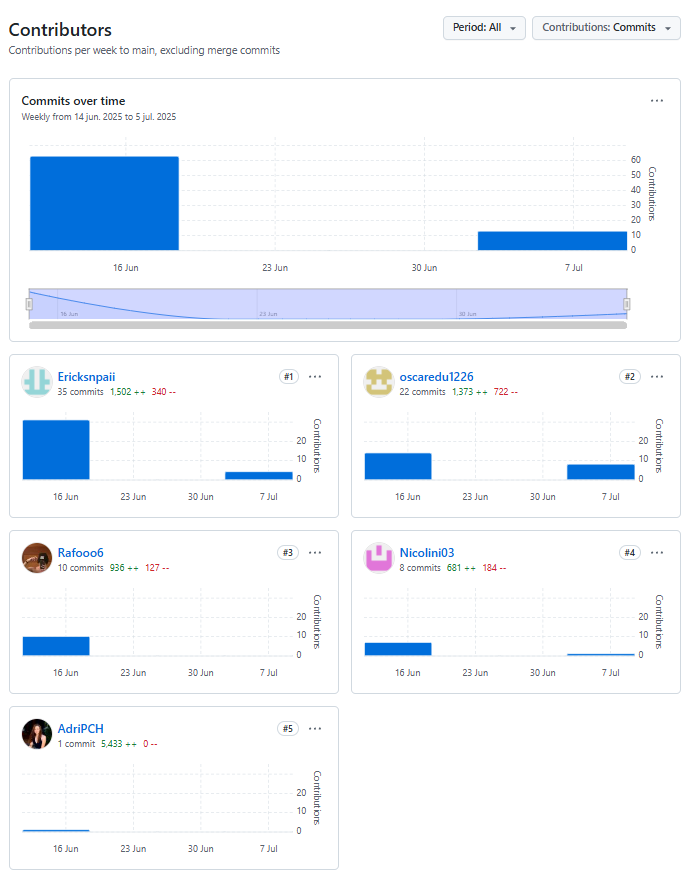 Contributors
Period: All
Contributions: Commits
Contributions per week to main, excluding merge commits
Commits over time
Weekly from 14 jun. 2025 to 5 jul. 2025
60
50
40
30
20
10
0
Contributions
16 Jun
23 Jun
30 Jun
7 Jul
16 Jun
23 Jun
30 Jun
Ericksnpaii
#1
35 commits 1,502 ++ 340 --
20
10
0
Contributions
16 Jun
23 Jun
30 Jun
7 Jul
oscaredu1226
#2
22 commits 1,373 ++ 722 --
20
10
0
Contributions
16 Jun
23 Jun
30 Jun
7 Jul
Rafooo6
#3
10 commits 936 ++ 127 --
20
10
0
Contributions
16 Jun
23 Jun
30 Jun
7 Jul
Nicolini03
#4
8 commits 681 ++ 184 --
20
10
0
Contributions
16 Jun
23 Jun
30 Jun
7 Jul
AdriPCH
#5
1 commit 5,433 ++ 0 --
20
10
0
Contributions
16 Jun
23 Jun
30 Jun
7 Jul